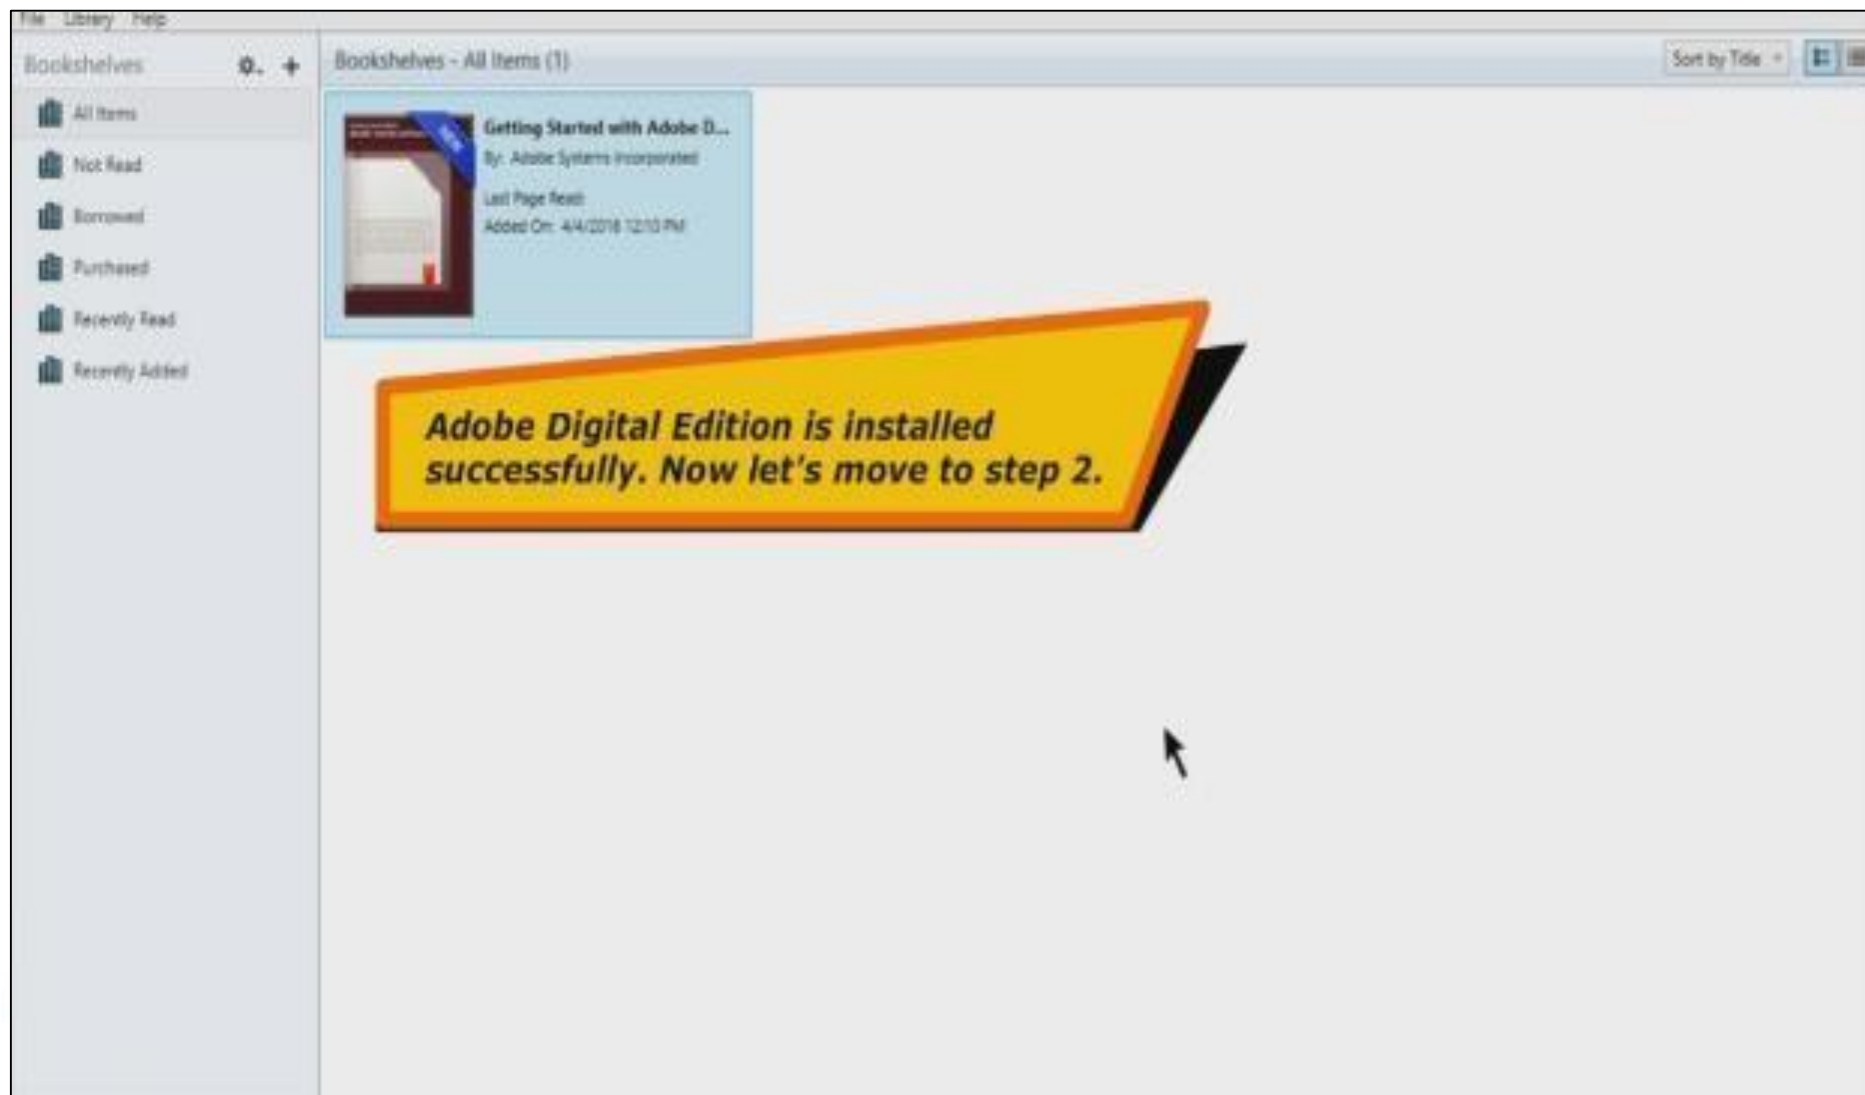 File Library Help
Bookshelves
Bookshelves - All Items (1)
Sort by Title
All Items
Not Read
Borrowed
Purchased
Recently Read
Recently Added
NEW
Getting Started with Adobe D...
By: Adobe Systems Incorporated
Last Page Read:
Added On: 4/4/2016 12:10 PM
Adobe Digital Edition is installed
successfully. Now let's move to step 2.